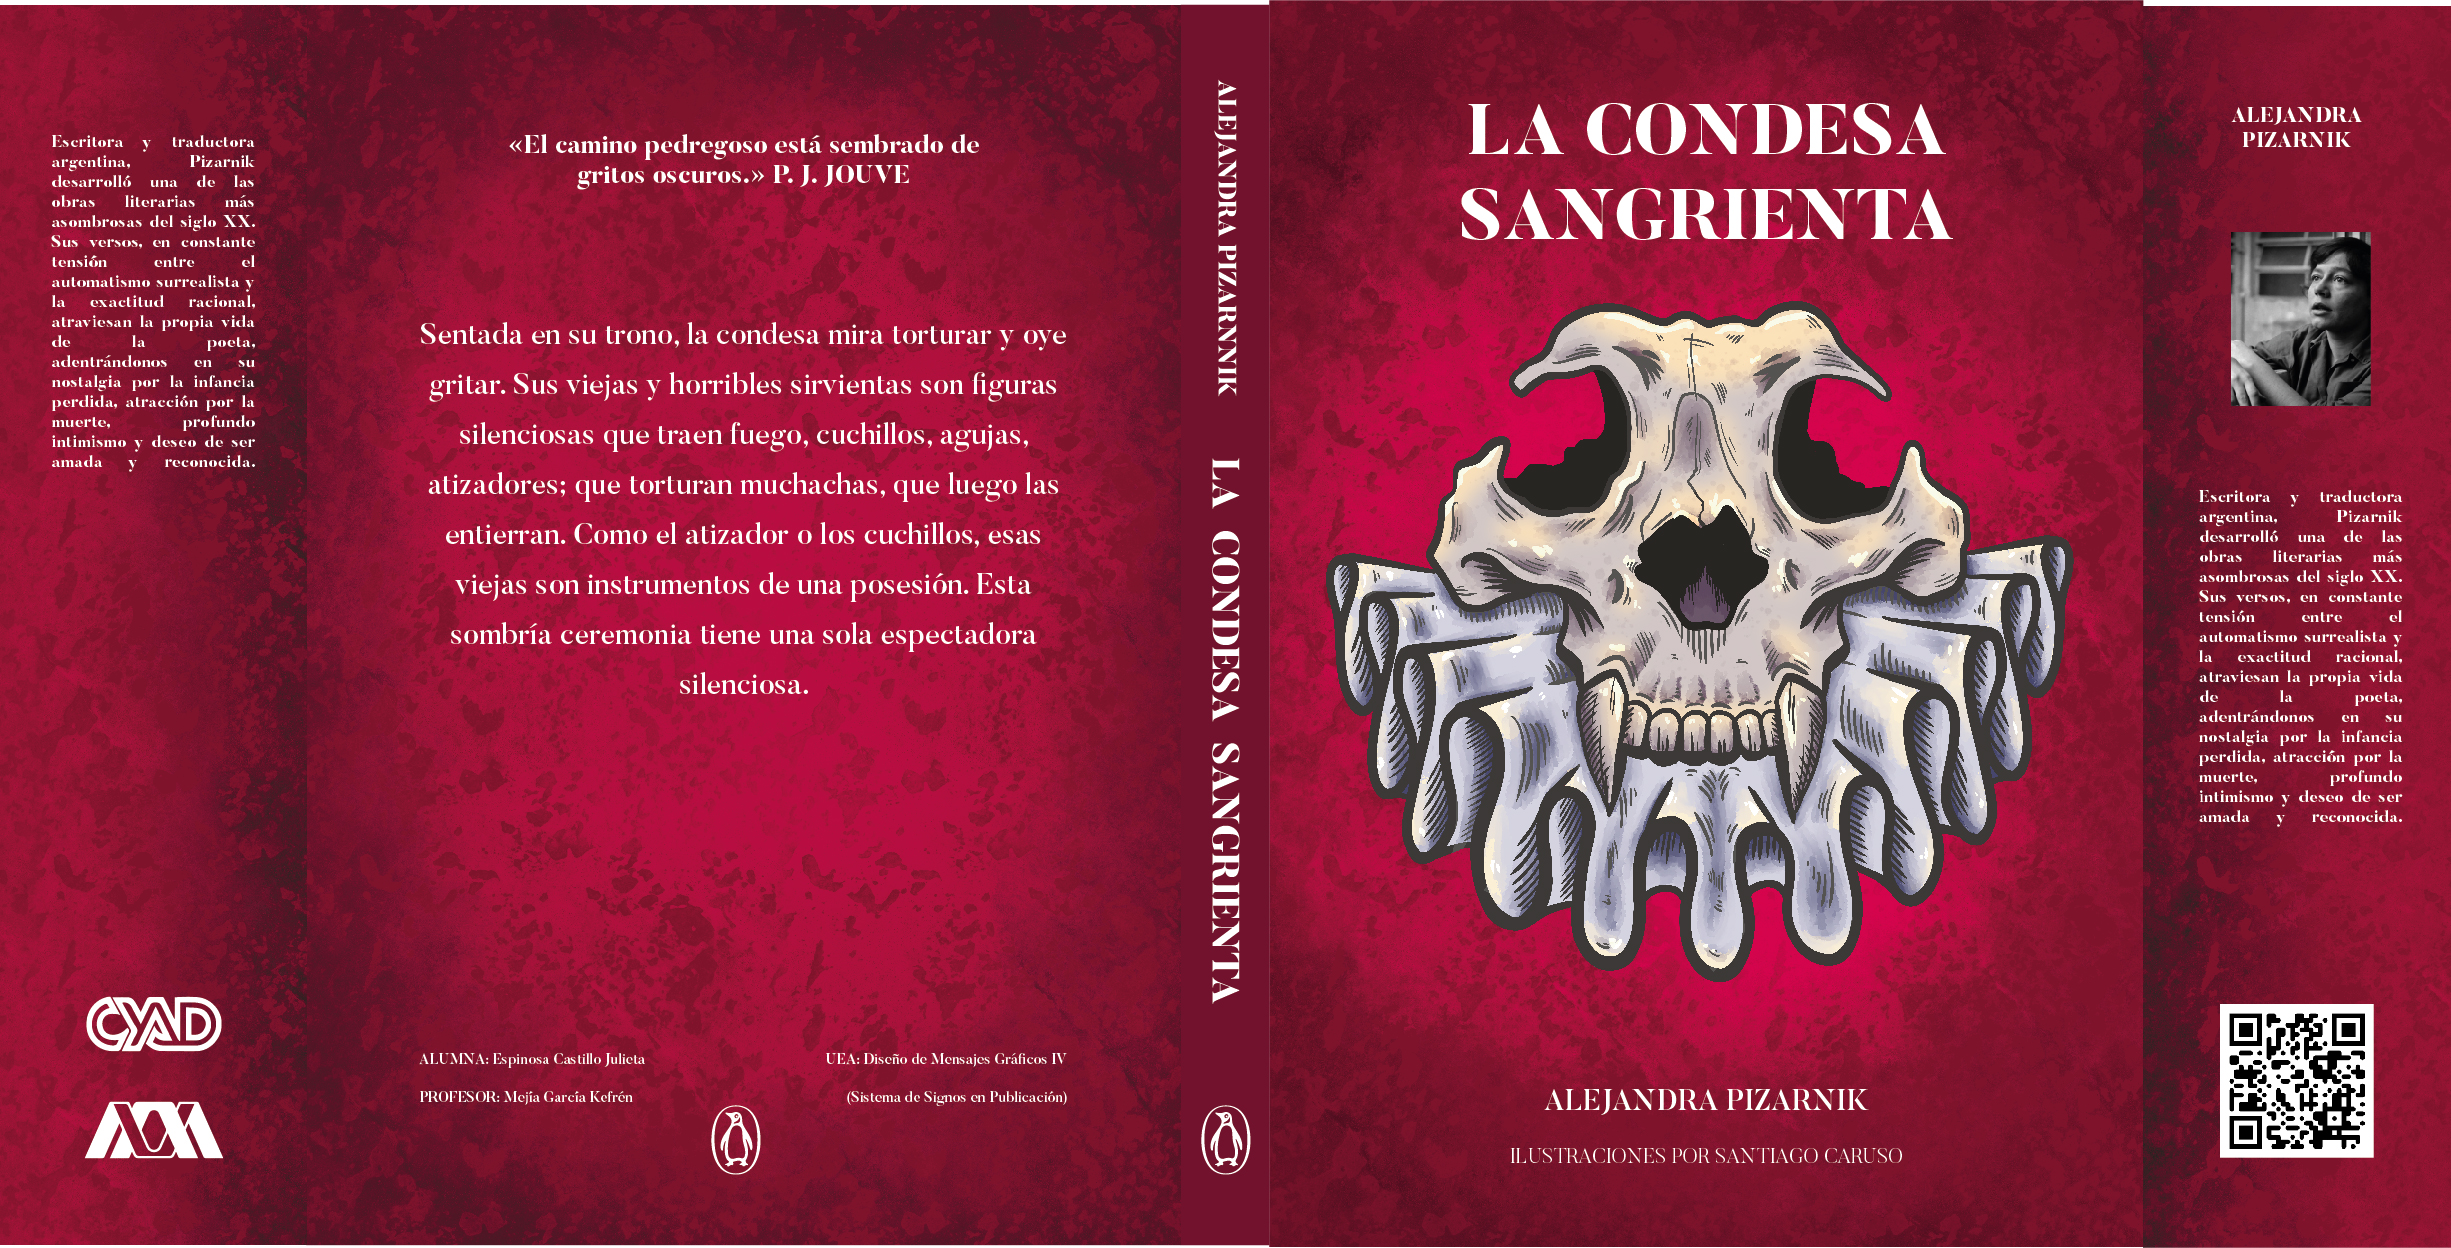 Escritora y traductora
argentina, Pizarnik
desarrolló una de las
obras literarias más
asombrosas del siglo XX.
Sus versos, en constante
tensión entre el
automatismo surrealista y
la exactitud racional,
atraviesan la propia vida
de la poeta,
adentrándonos en su
nostalgia por la infancia
perdida, atracción por la
muerte, profundo
intimismo y deseo de ser
amada y reconocida.
CYAD
«El camino pedregoso está sembrado de
gritos oscuros.» P. J. JOUVE
Sentada en su trono, la condesa mira torturar y oye
gritar. Sus viejas y horribles sirvientas son figuras
silenciosas que traen fuego, cuchillos, agujas,
atizadores; que torturan muchachas, que luego las
entierran. Como el atizador o los cuchillos, esas
viejas son instrumentos de una posesión. Esta
sombría ceremonia tiene una sola espectadora
silenciosa.
ALUMNA: Espinosa Castillo Julieta
PROFESOR: Mejía García Kefrén
UEA: Diseño de Mensajes Gráficos IV
(Sistema de Signos en Publicación)
ALEJANDRA PIZARNNIK
LA CONDESA SANGRIENTA
LA CONDESA
SANGRIENTA
ALEJANDRA PIZARNIK
ILUSTRACIONES POR SANTIAGO CARUSO
ALEJANDRA
PIZARNIK
Escritora y traductora
argentina, Pizarnik
desarrolló una de las
obras literarias más
asombrosas del siglo XX.
Sus versos, en constante
tensión entre el
automatismo surrealista y
la exactitud racional,
atraviesan la propia vida
de la poeta,
adentrándonos en su
nostalgia por la infancia
perdida, atracción por la
muerte, profundo
intimismo y deseo de ser
amada y reconocida.